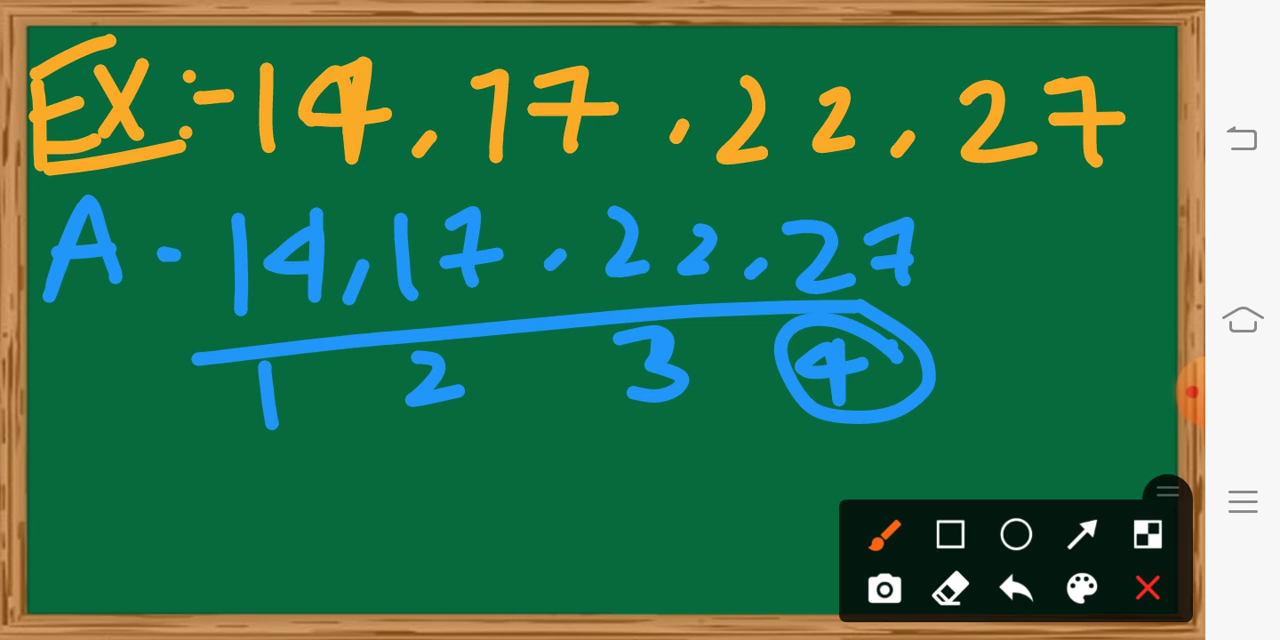 Ex:- 14, 17, 22, 27
A - 14, 17, 22, 27
1 2 3 4